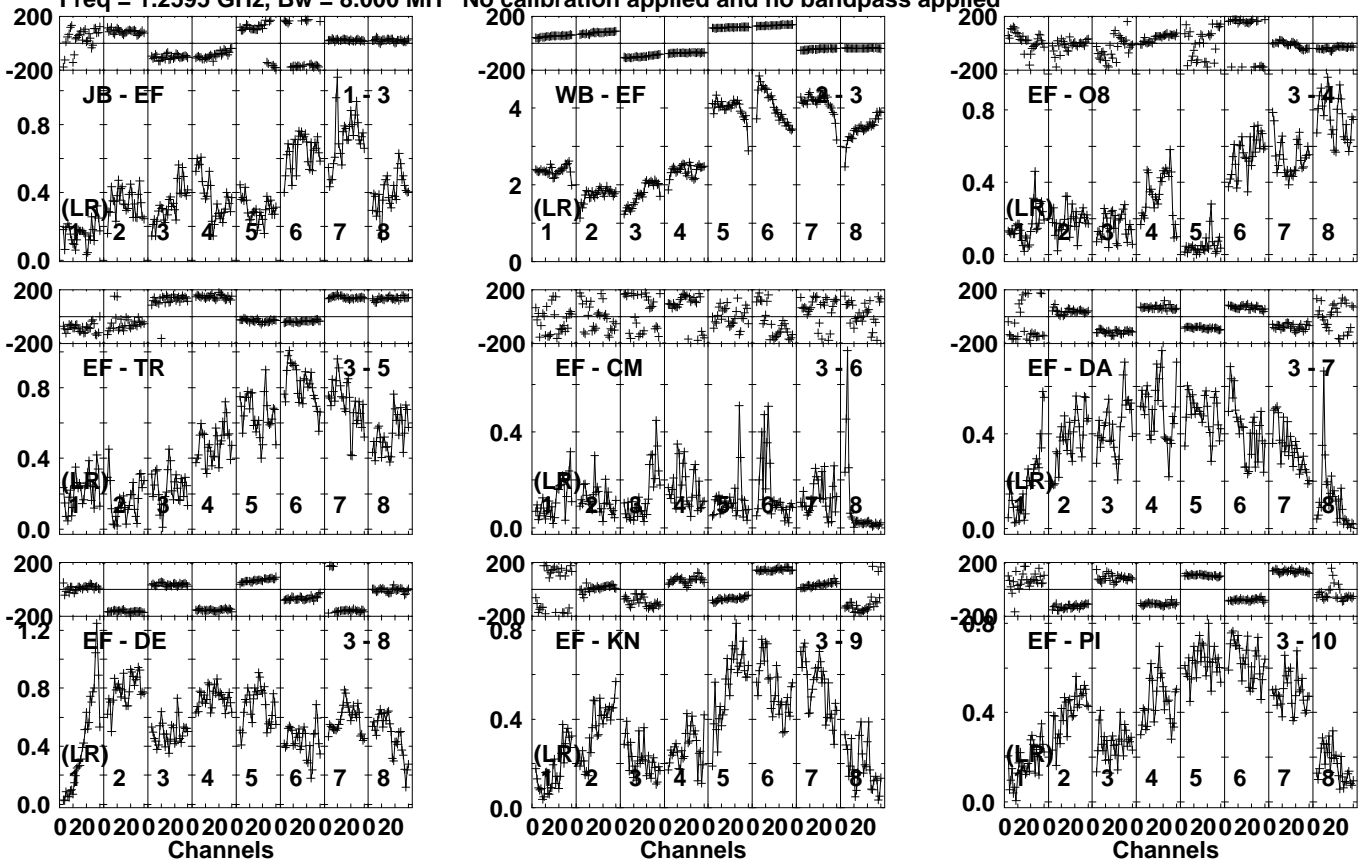 Freq = 1.2595 GHz, Bw = 8.000 MH No calibration applied and no bandpass applied
200 200 200
-200 -200 -200
JB - EF 1 - 3 WB - EF 2 - 3 EF - O8 3 - 4
0.8 4 0.8
0.4 2 0.4
(LR) (LR) (LR)
1 2 3 4 5 6 7 8 1 2 3 4 5 6 7 8 1 2 3 4 5 6 7 8
0.0 0 0.0
200 200 200
-200 -200 -200
EF - TR 3 - 5 EF - CM 3 - 6 EF - DA 3 - 7
0.8
0.4 0.4 0.4
(LR) (LR) (LR)
1 2 3 4 5 6 7 8 1 2 3 4 5 6 7 8 1 2 3 4 5 6 7 8
0.0 0.0 0.0
200 200 200
-200 -200 -200
1.2 0.8 0.8
EF - DE 3 - 8 EF - KN 3 - 9 EF - PI 3 - 10
0.8
0.4 0.4 0.4
(LR) (LR) (LR)
1 2 3 4 5 6 7 8 1 2 3 4 5 6 7 8 1 2 3 4 5 6 7 8
0.0 0.0 0.0
0 20 0 20 0 20 0 20 0 20 0 20 0 20 0 20 0 20 0 20 0 20 0 20 0 20 0 20 0 20 0 20 0 20 0 20 0 20 0 20 0 20 0 20 0 20 0 20
Channels Channels Channels